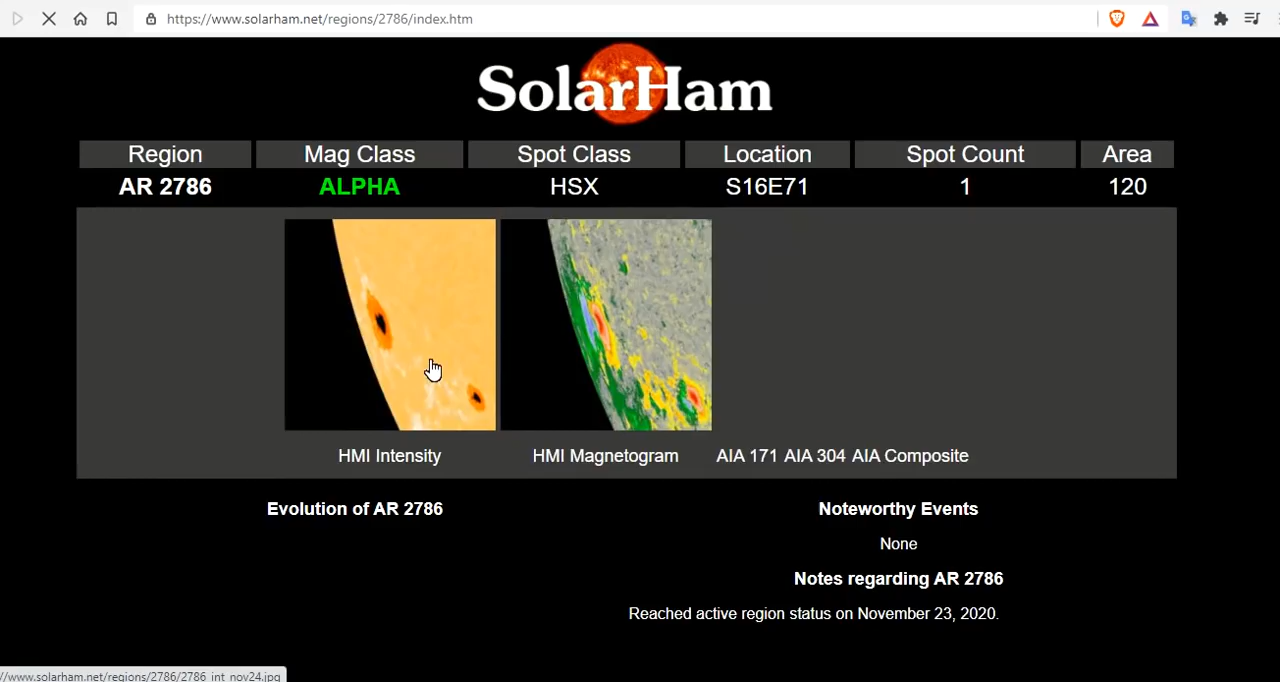 https://www.solarham.net/regions/2786/index.htm
SolarHam
Region Mag Class Spot Class Location Spot Count Area
AR 2786 ALPHA HSX S16E71 1 120
HMI Intensity HMI Magnetogram AIA 171 AIA 304 AIA Composite
Evolution of AR 2786 Noteworthy Events
None
Notes regarding AR 2786
Reached active region status on November 23, 2020.
//www.solarham.net/regions/2786/2786_int_nov24.jpg